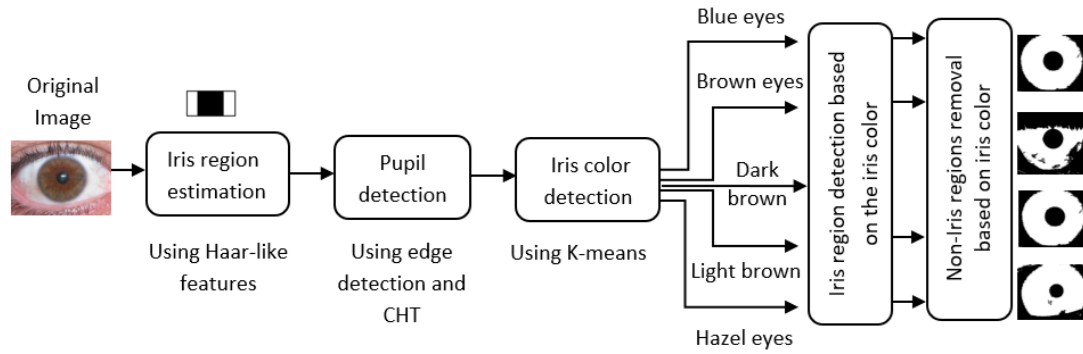 Original
Image
Iris region
estimation
Using Haar-like
features
Pupil
detection
Using edge
detection and
CHT
Iris color
detection
Using K-means
Blue eyes
Brown eyes
Dark
brown
Light brown
Hazel eyes
Iris region detection based
on the iris color
Non-Iris regions removal
based on iris color